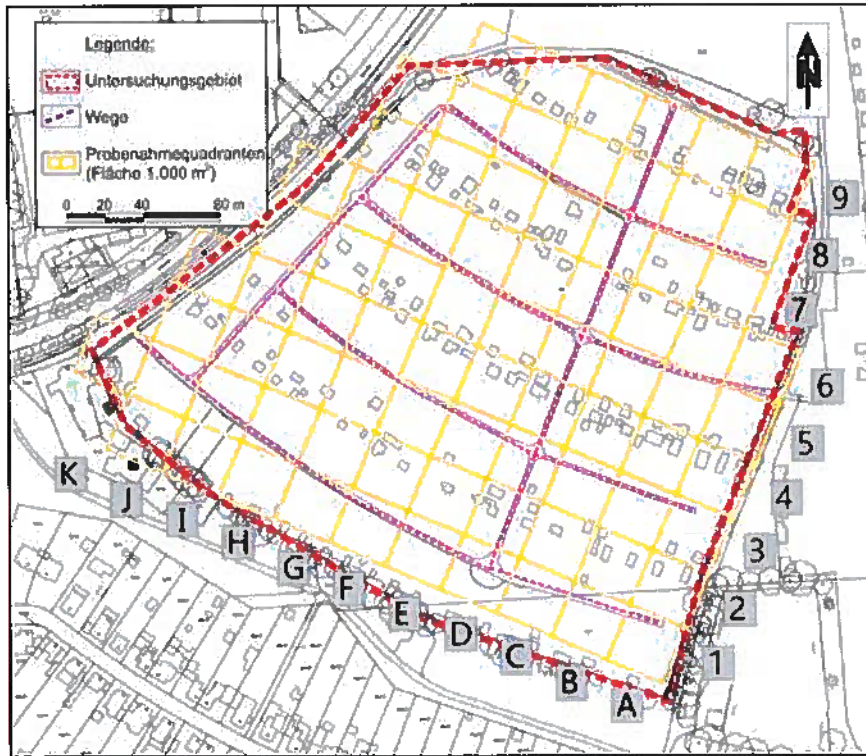 Legende:
Untersuchungsgebiet
Wege
Probenahmequadranten
(Fläche 1.000 m²)
0 20 40 80 m
N
9
8
7
6
5
4
3
2
1
K
J
I
H
G
F
E
D
C
B
A